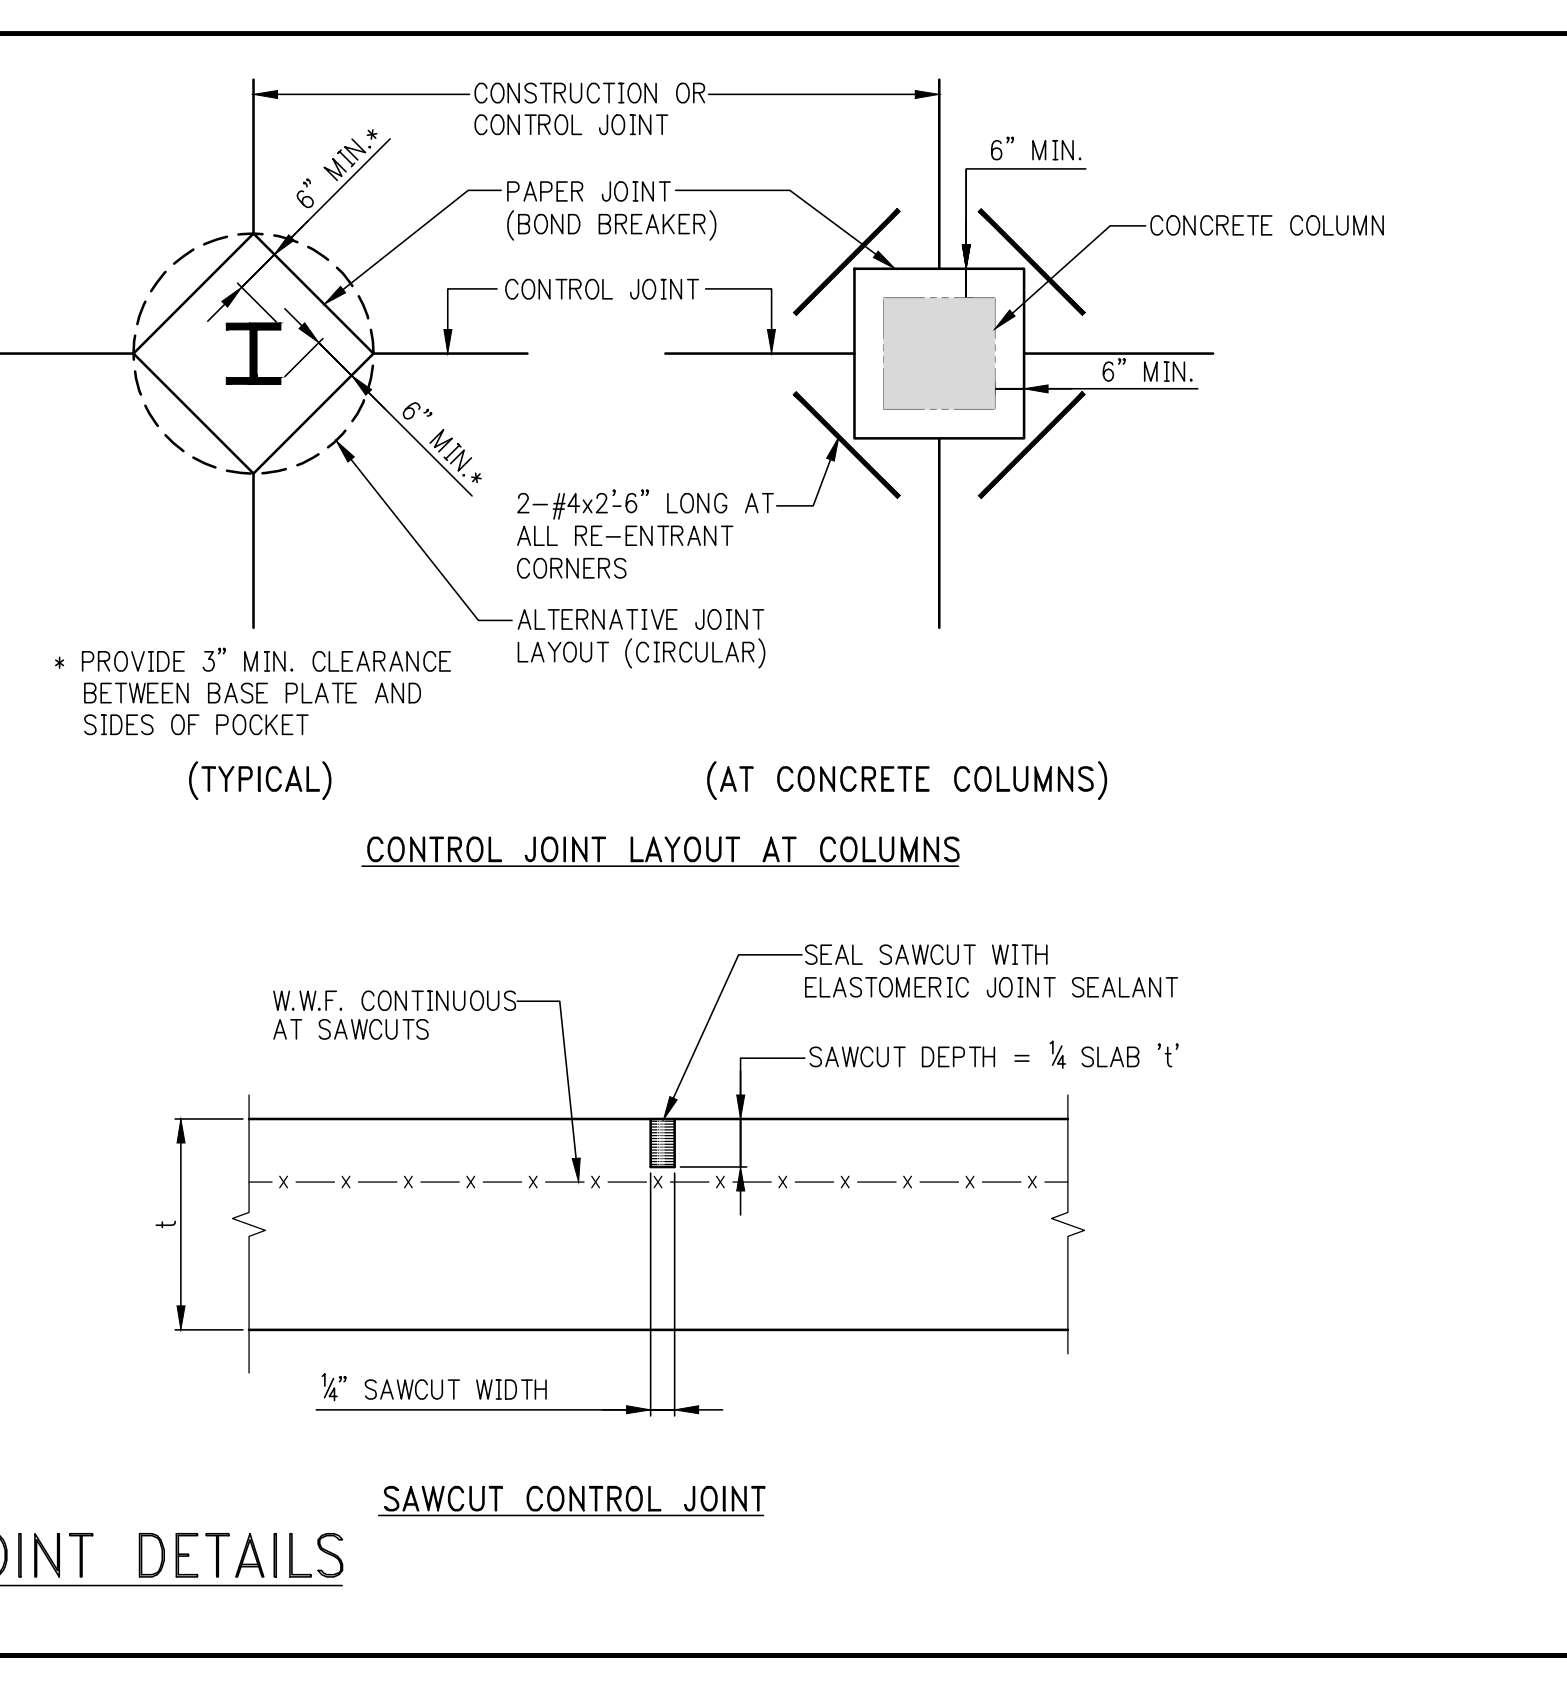 CONSTRUCTION OR
CONTROL JOINT
6" MIN.*
6" MIN.
PAPER JOINT
(BOND BREAKER)
CONCRETE COLUMN
CONTROL JOINT
6" MIN.
6" MIN.*
2-#4x2'-6" LONG AT
ALL RE-ENTRANT
CORNERS
ALTERNATIVE JOINT
LAYOUT (CIRCULAR)
* PROVIDE 3" MIN. CLEARANCE
BETWEEN BASE PLATE AND
SIDES OF POCKET
(TYPICAL)
(AT CONCRETE COLUMNS)
CONTROL JOINT LAYOUT AT COLUMNS
SEAL SAWCUT WITH
ELASTOMERIC JOINT SEALANT
W.W.F. CONTINUOUS
AT SAWCUTS
SAWCUT DEPTH = ¼ SLAB 't'
x x x x x x x x x x x x x
t
¼" SAWCUT WIDTH
SAWCUT CONTROL JOINT
OINT DETAILS